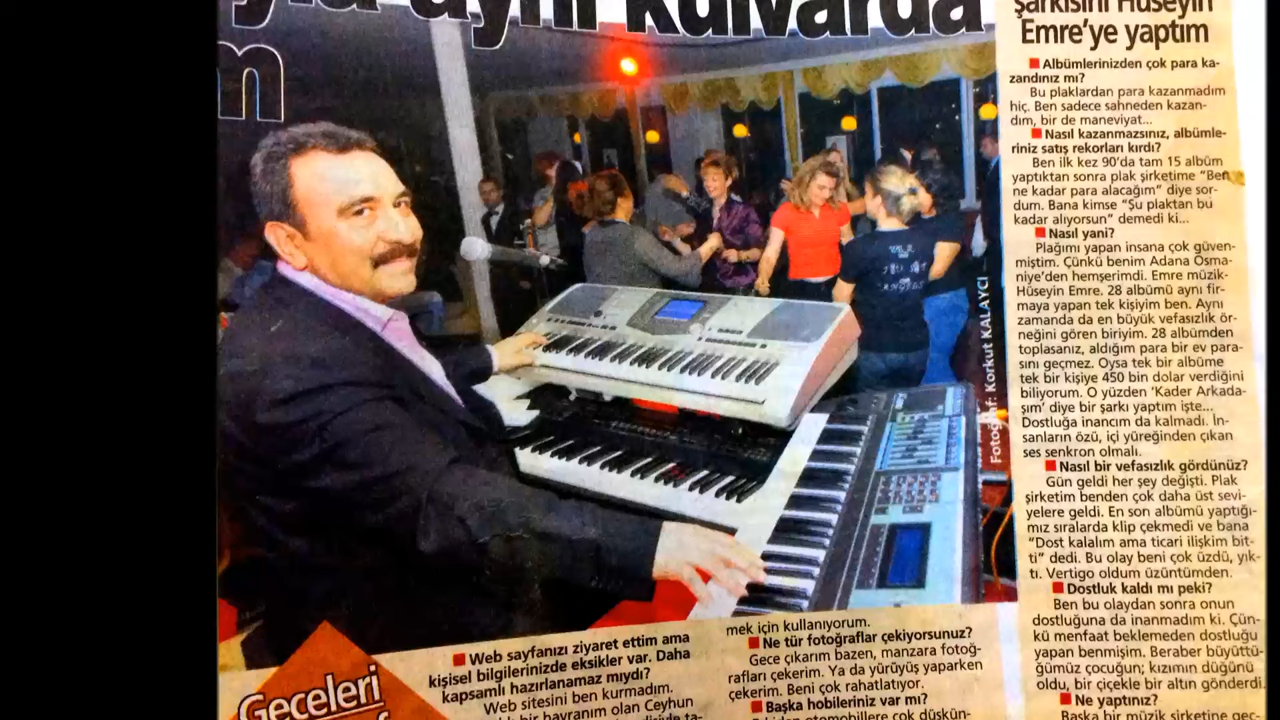 aynı kulvarda
m
şarkısını Hüseyin
Emre'ye yaptım
Albümlerinizden çok para ka-
zandınız mı?
Bu plaklardan para kazanmadım
hiç. Ben sadece sahneden kazan-
dım, bir de maneviyat...
Nasıl kazanmazsınız, albümle-
riniz satış rekorları kırdı?
Ben ilk kez 90'da tam 15 albüm
yaptıktan sonra plak şirketime "Ben
ne kadar para alacağım" diye sor-
dum. Bana kimse "Şu plaktan bu
kadar alıyorsun" demedi ki...
Nasıl yani?
Plağımı yapan insana çok güven-
miştim. Çünkü benim Adana Osma-
niye'den hemşerimdi. Emre müzik-
Hüseyin Emre. 28 albümü aynı fir-
maya yapan tek kişiyim ben. Aynı
zamanda da en büyük vefasızlık ör-
neğini gören biriyim. 28 albümden
toplasanız, aldığım para bir ev para-
sını geçmez. Oysa tek bir albüme
tek bir kişiye 450 bin dolar verdiğini
biliyorum. O yüzden 'Kader Arkada-
şım' diye bir şarkı yaptım işte...
Dostluğa inancım da kalmadı. İn-
sanların özü, içi yüreğinden çıkan
ses senkron olmalı.
Nasıl bir vefasızlık gördünüz?
Gün geldi her şey değişti. Plak
şirketim benden çok daha üst sevi-
yelere geldi. En son albümü yaptığı-
mız sıralarda klip çekmedi ve bana
"Dost kalalım ama ticari ilişkim bit-
ti" dedi. Bu olay beni çok üzdü, yık-
tı. Vertigo oldum üzüntümden.
Dostluk kaldı mı peki?
Ben bu olaydan sonra onun
dostluğuna da inanmadım ki. Çün-
kü menfaat beklemeden dostluğu
yapan benmişim. Beraber büyüttü-
ğümüz çocuğun; kızımın düğünü
oldu, bir çiçekle bir altın gönderdi.
Ne yaptınız?
Başka bir müzik şirketine geç-
Fotoğraf: Korkut KALAYCI
Geceleri
Web sayfanızı ziyaret ettim ama
kişisel bilgilerinizde eksikler var. Daha
kapsamlı hazırlanamaz mıydı?
Web sitesini ben kurmadım.
bir hayranım olan Ceyhun
mek için kullanıyorum.
Ne tür fotoğraflar çekiyorsunuz?
Gece çıkarım bazen, manzara fotoğ-
rafları çekerim. Ya da yürüyüş yaparken
çekerim. Beni çok rahatlatıyor.
Başka hobileriniz var mı?
otomobillere çok düşkün-